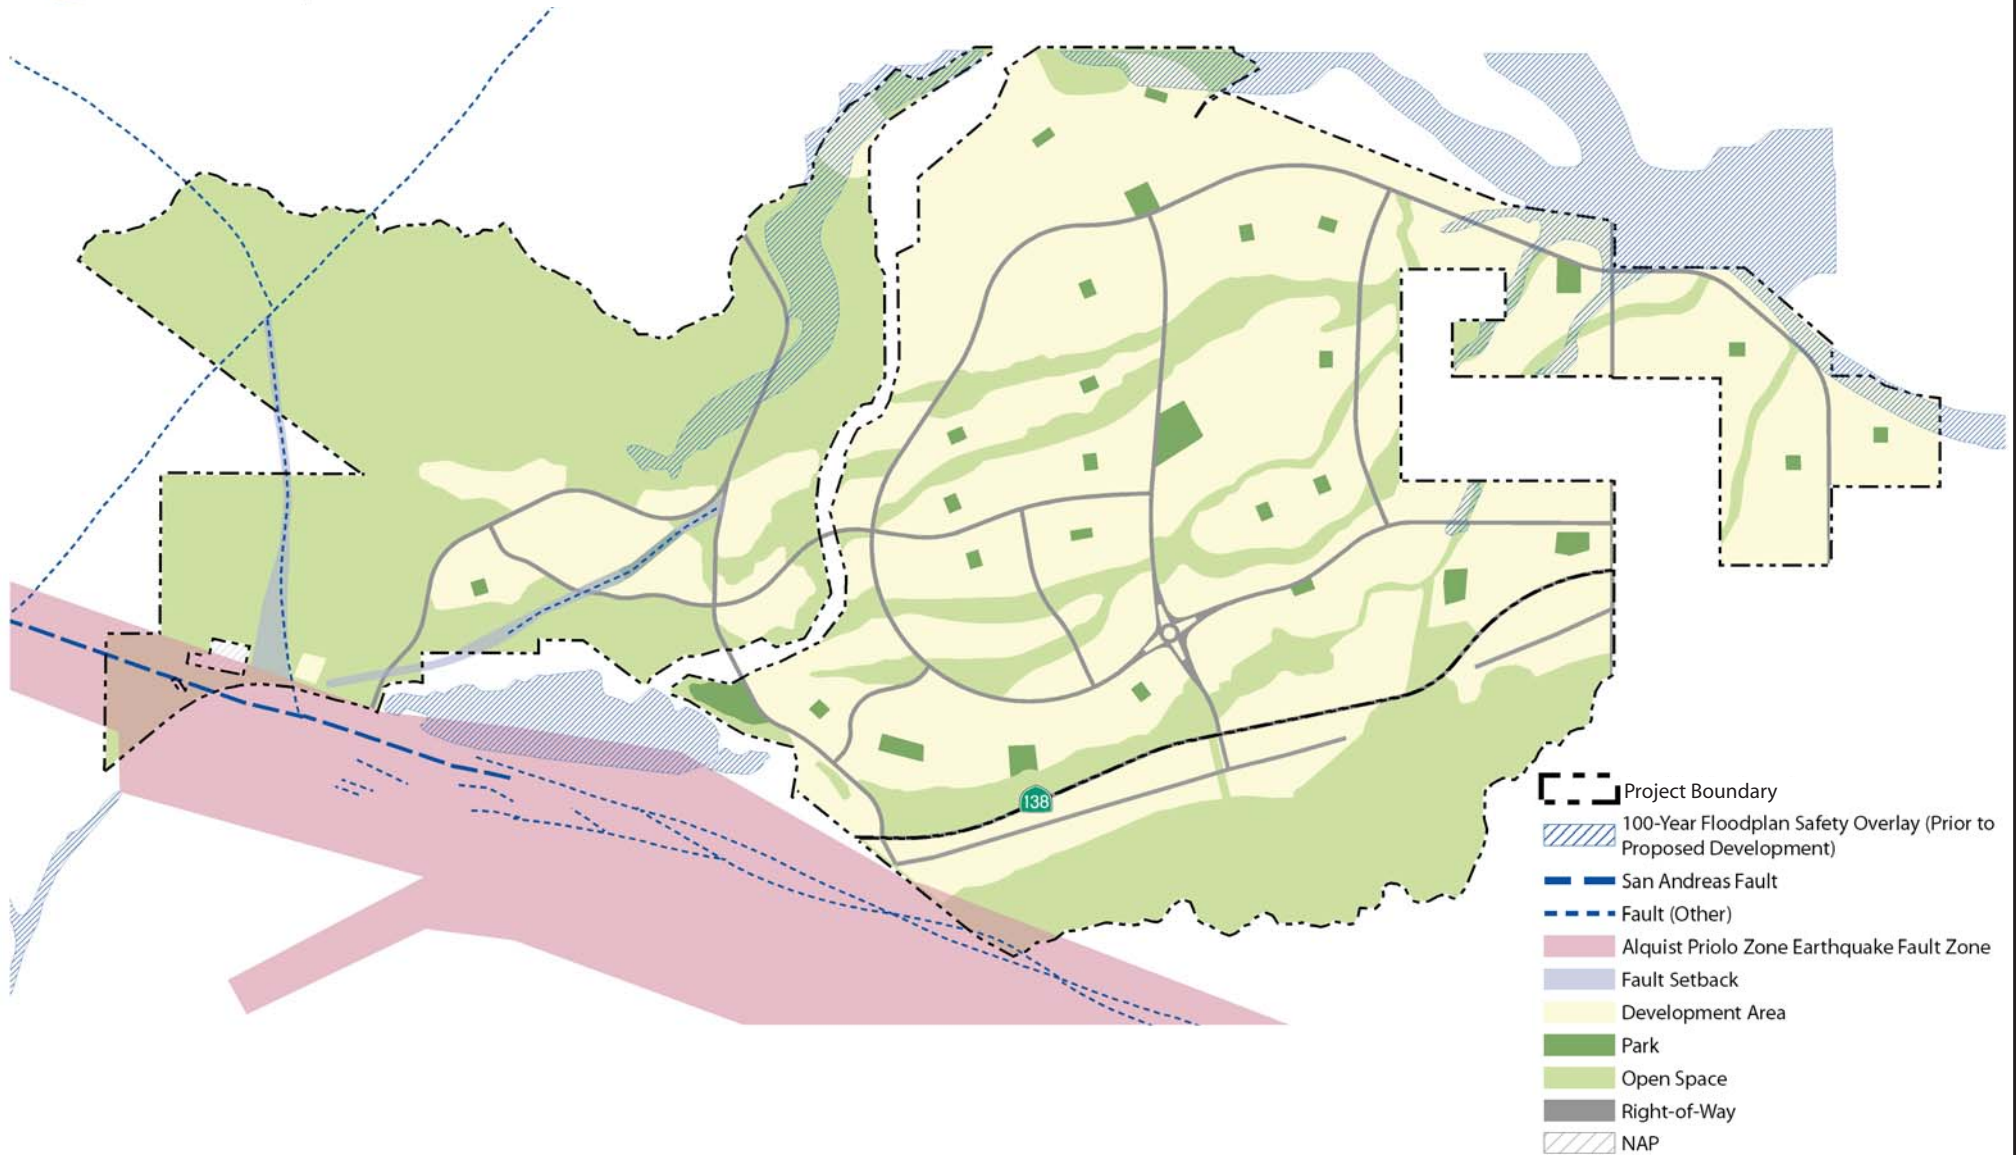 138
Project Boundary
100-Year Floodplan Safety Overlay (Prior to
Proposed Development)
San Andreas Fault
Fault (Other)
Alquist Priolo Zone Earthquake Fault Zone
Fault Setback
Development Area
Park
Open Space
Right-of-Way
NAP